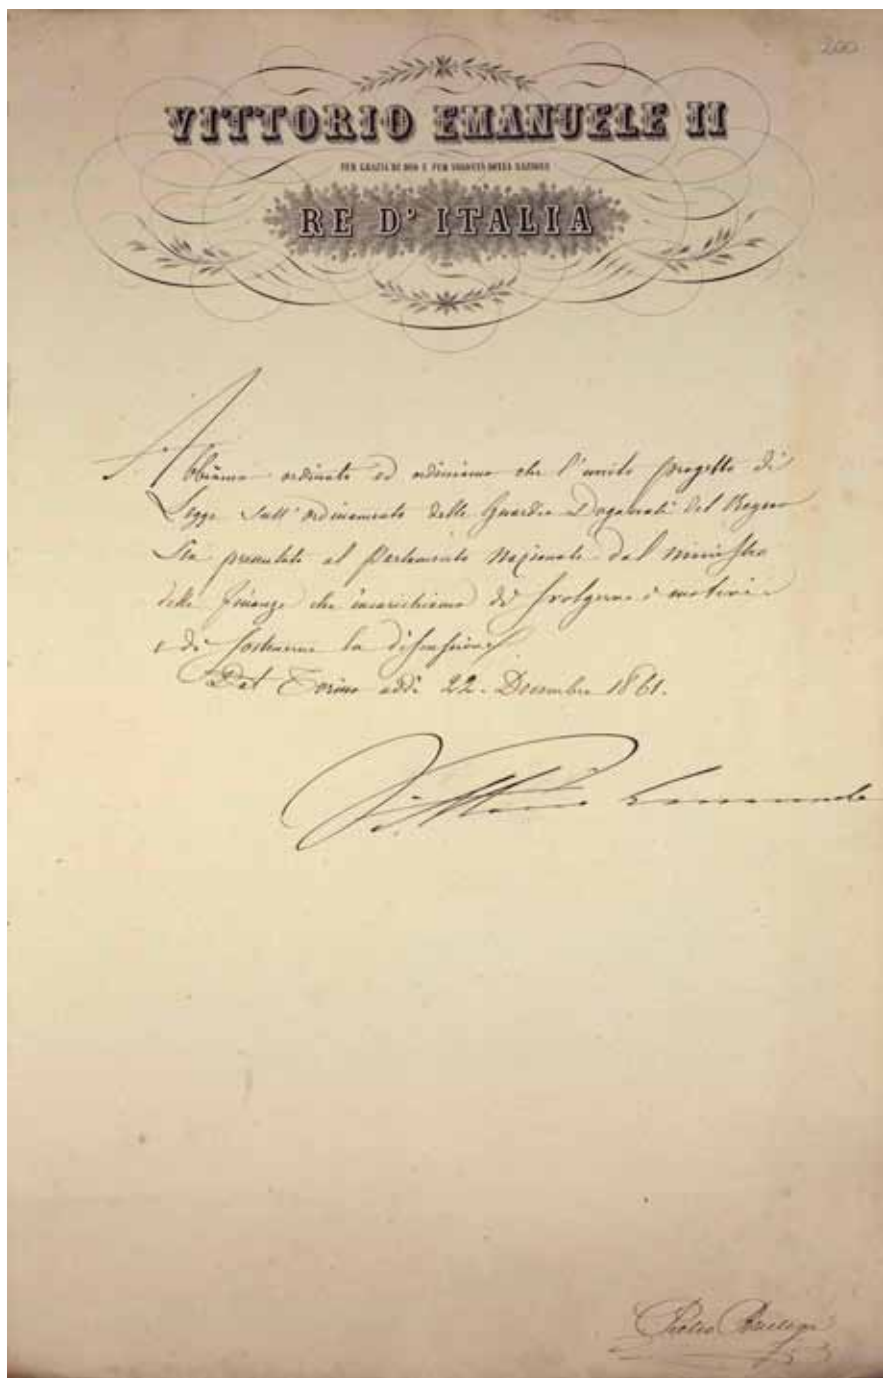 200
VITTORIO EMANUELE II
PER GRAZIA DI DIO E PER VOLONTÀ DELLA NAZIONE
RE D'ITALIA
Abbiamo ordinato ed ordiniamo che l'unito progetto di
Legge sull'ordinamento delle Guardie Doganali del Regno
sia presentato al Parlamento Nazionale dal ministro
delle finanze che incarichiamo di svolgerne i motivi
e di sostenerne la discussione.
Dat Torino addì 22. Decembre 1861.
Vittorio Emanuele